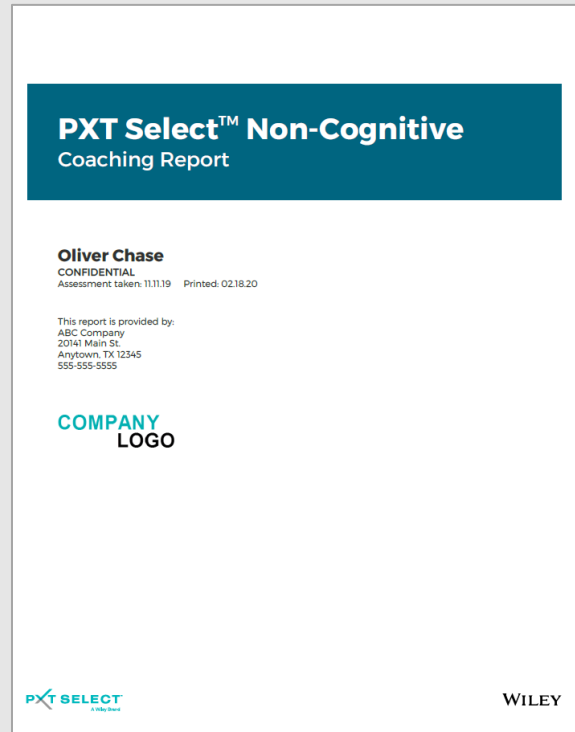 PXT Select™ Non-Cognitive
Coaching Report
Oliver Chase
CONFIDENTIAL
Assessment taken: 11.11.19 Printed: 02.18.20
This report is provided by:
ABC Company
20141 Main St.
Anytown, TX 12345
555-555-5555
COMPANY
LOGO
PXT SELECT™
A Wiley Brand
WILEY